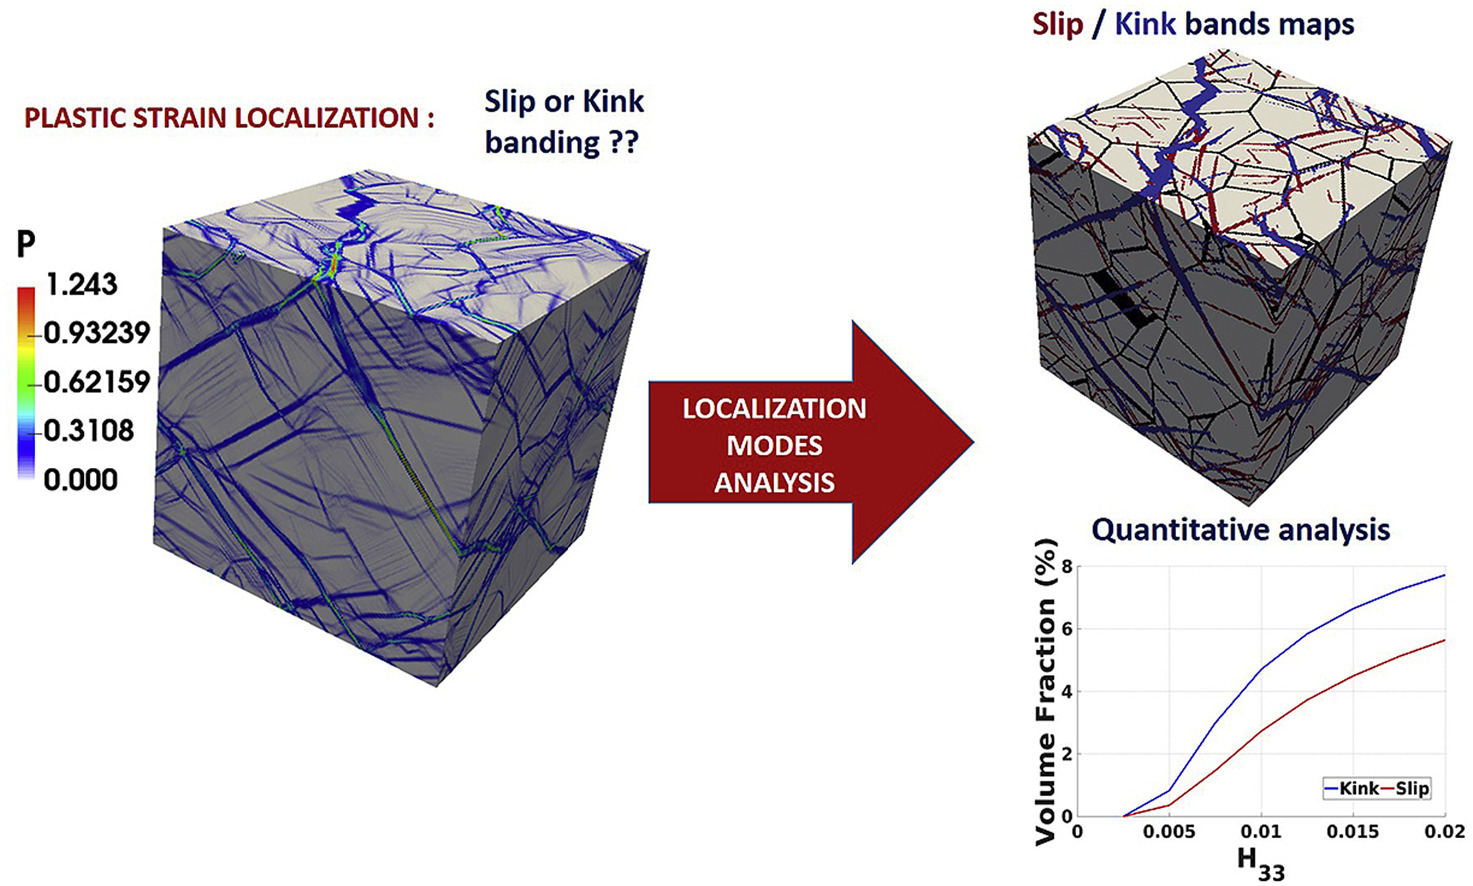 PLASTIC STRAIN LOCALIZATION :
Slip or Kink
banding ??
P
1.243
0.93239
0.62159
0.3108
0.000
LOCALIZATION
MODES
ANALYSIS
Slip / Kink bands maps
Quantitative analysis
Volume Fraction (%)
8
6
4
2
0
0
0.005
0.01
0.015
0.02
Kink
Slip
H33